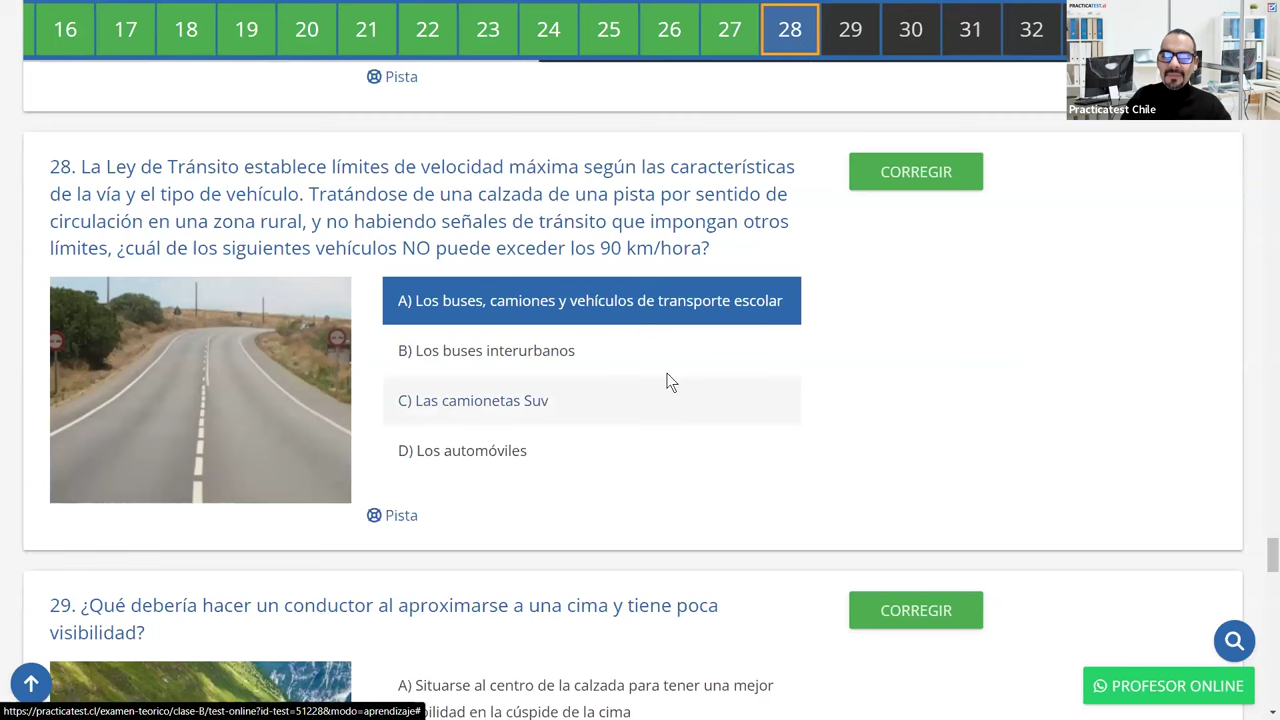 16 17 18 19 20 21 22 23 24 25 26 27 28 29 30 31 32
PRACTICATEST.cl
Practicatest Chile
Pista
28. La Ley de Tránsito establece límites de velocidad máxima según las características
de la vía y el tipo de vehículo. Tratándose de una calzada de una pista por sentido de
circulación en una zona rural, y no habiendo señales de tránsito que impongan otros
límites, ¿cuál de los siguientes vehículos NO puede exceder los 90 km/hora?
CORREGIR
A) Los buses, camiones y vehículos de transporte escolar
B) Los buses interurbanos
C) Las camionetas Suv
D) Los automóviles
Pista
29. ¿Qué debería hacer un conductor al aproximarse a una cima y tiene poca
visibilidad?
CORREGIR
A) Situarse al centro de la calzada para tener una mejor
bilidad en la cúspide de la cima
PROFESOR ONLINE
https://practicatest.cl/examen-teorico/clase-B/test-online?id-test=51228&modo=aprendizaje#